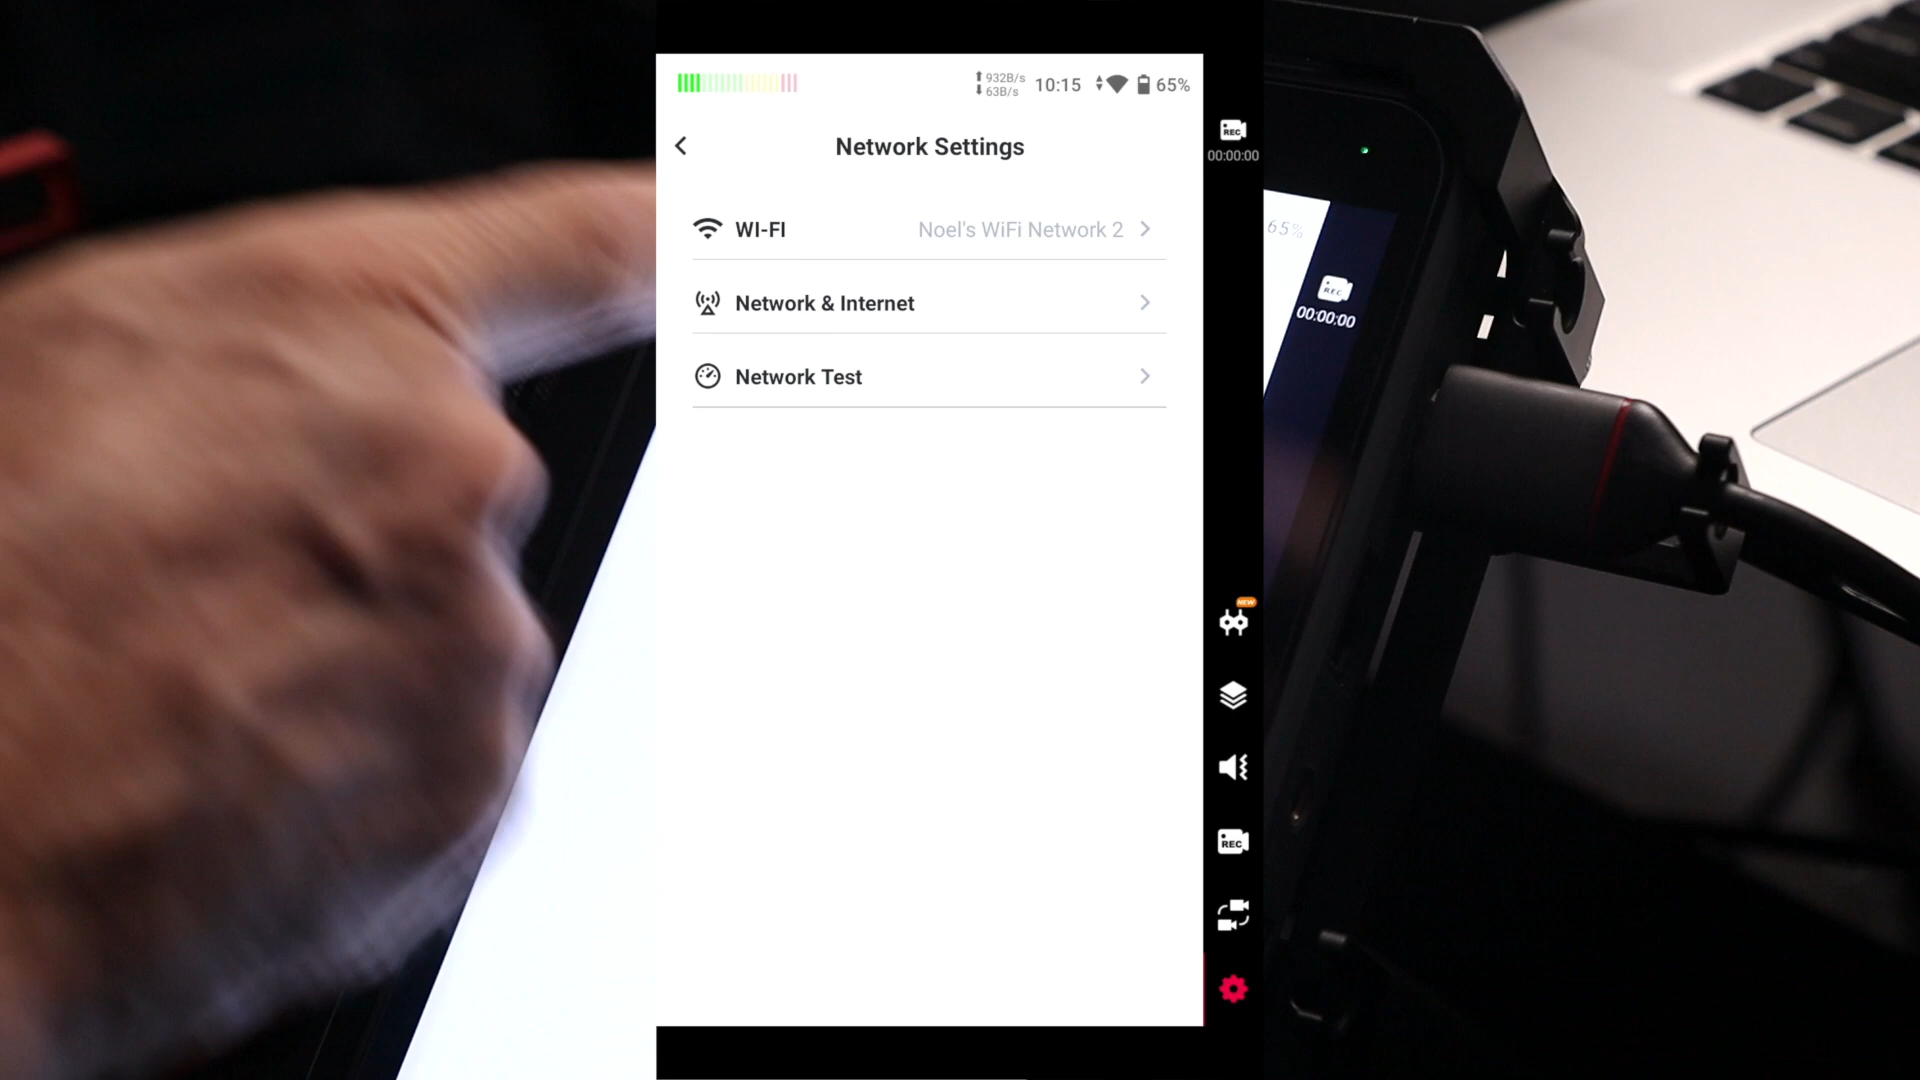 932B/s
63B/s
10:15
65%
Network Settings
REC
00:00:00
WI-FI
Noel's WiFi Network 2
Network & Internet
Network Test
65%
REC
00:00:00
NEW
REC